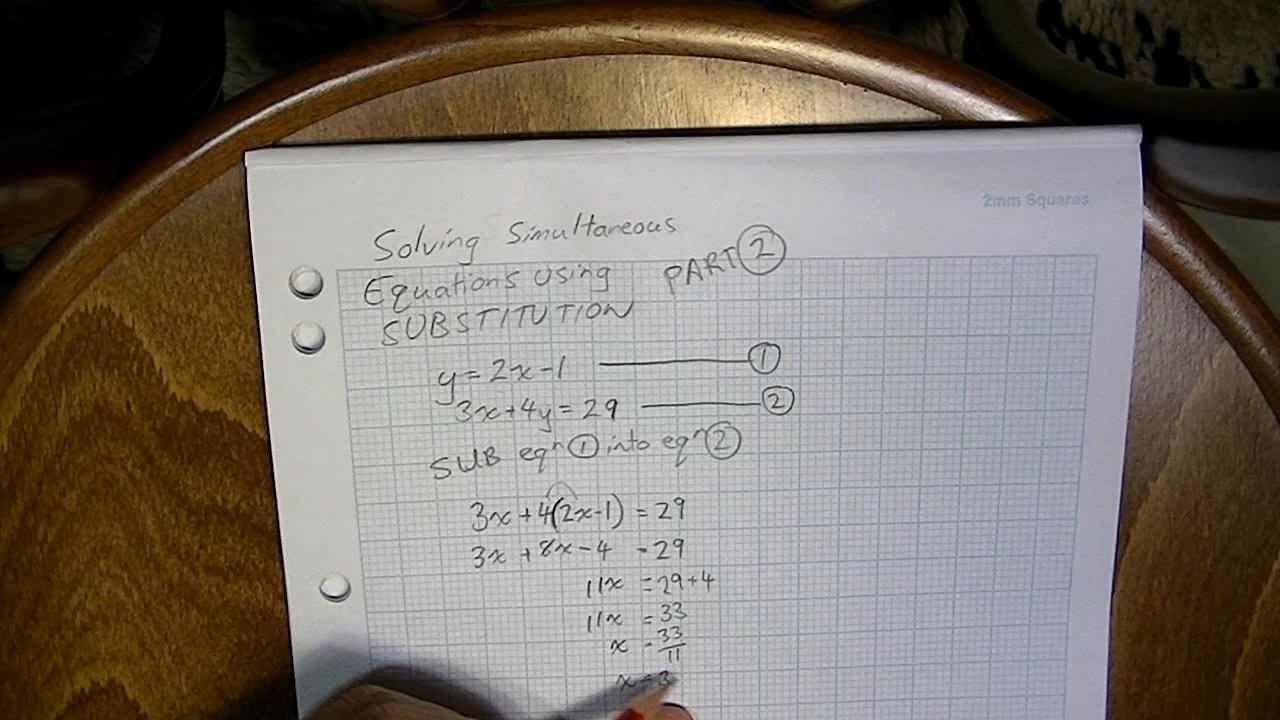 2mm Squares
Solving Simultaneous
Equations Using PART 2
SUBSTITUTION
y = 2x - 1 ——— 1
3x + 4y = 29 ——— 2
SUB eqⁿ 1 into eqⁿ 2
3x + 4(2x - 1) = 29
3x + 8x - 4 = 29
11x = 29 + 4
11x = 33
x = 33/11
x = 3